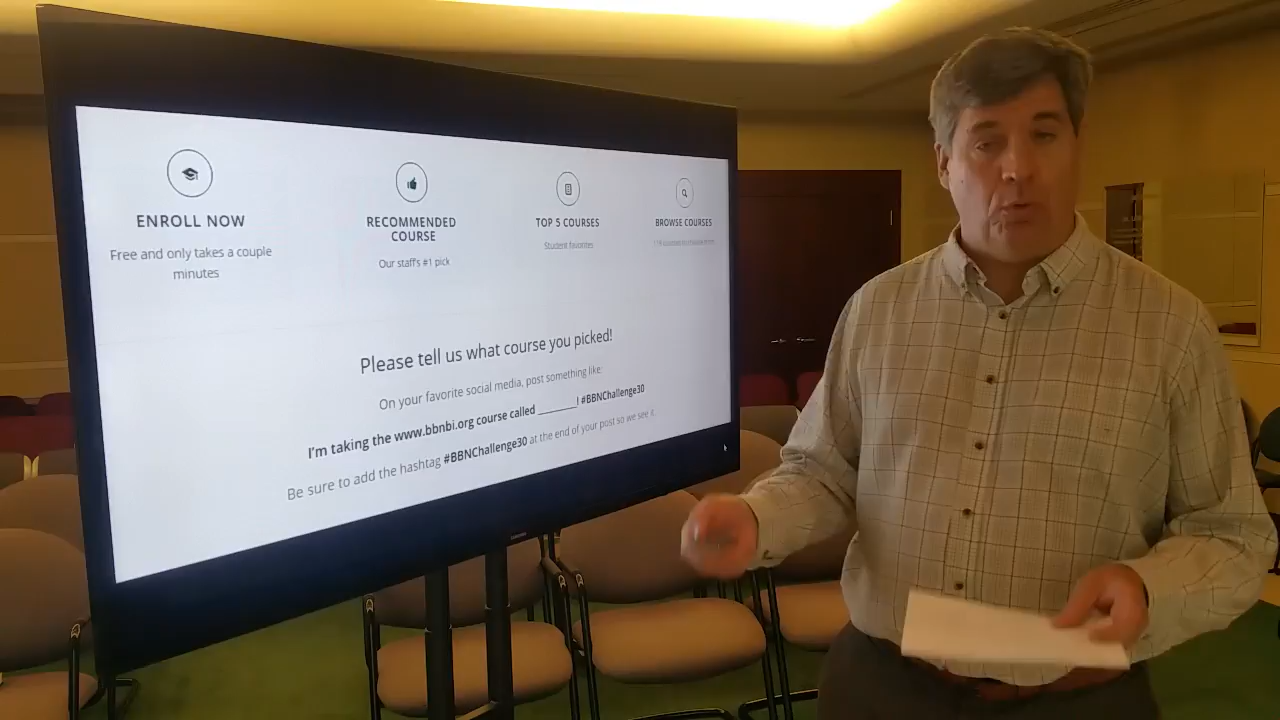 ENROLL NOW
Free and only takes a couple
minutes
RECOMMENDED
COURSE
Our staff's #1 pick
TOP 5 COURSES
Student favorites
BROWSE COURSES
Please tell us what course you picked!
On your favorite social media, post something like:
I'm taking the www.bbnbi.org course called ________! #BBNChallenge30
Be sure to add the hashtag #BBNChallenge30 at the end of your post so we see it.